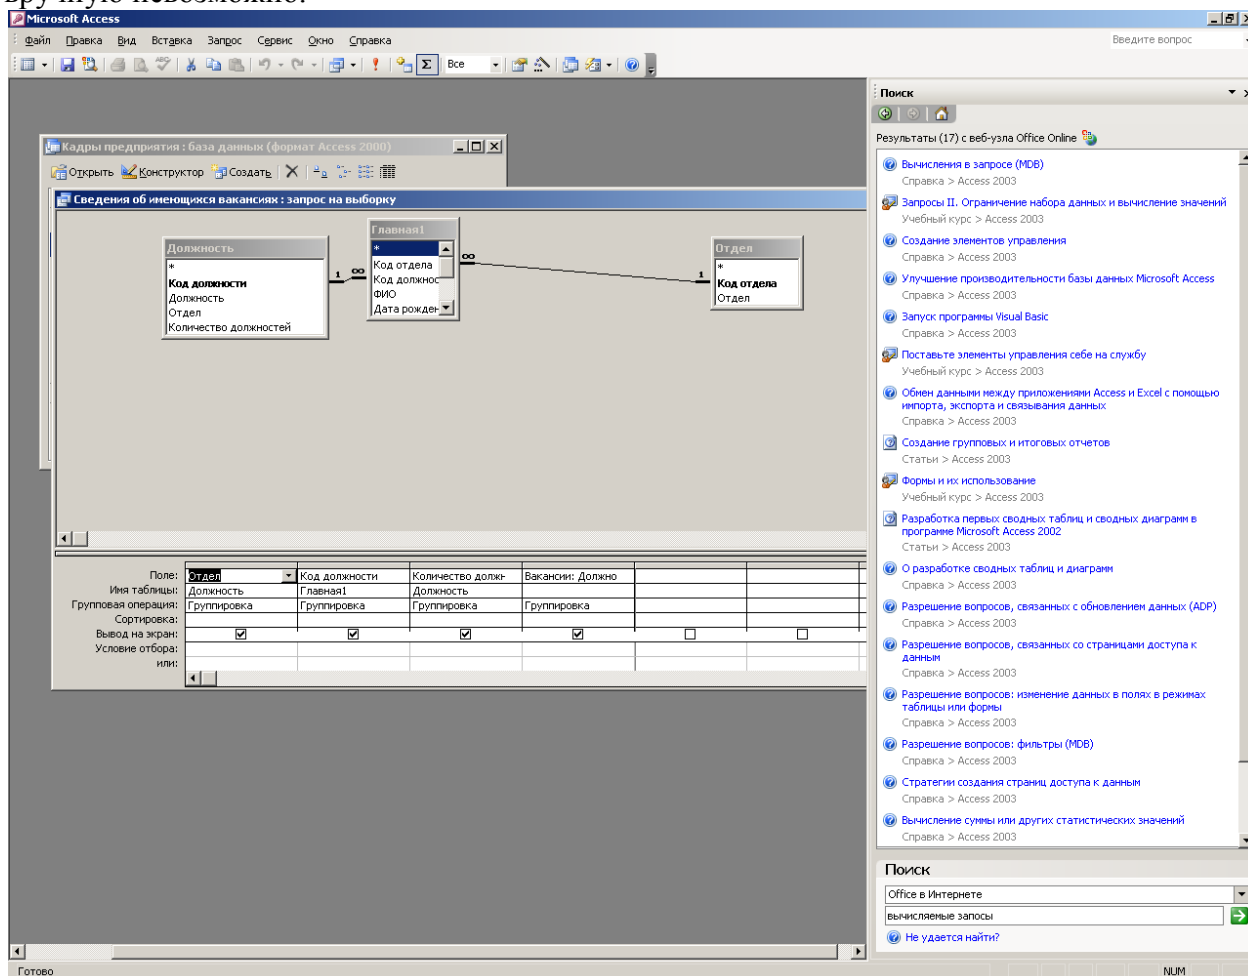 вручную невозможно.
Microsoft Access
Файл Правка Вид Вставка Запрос Сервис Окно Справка
Введите вопрос
Все
Поиск
Результаты (17) с веб-узла Office Online
Кадры предприятия : база данных (формат Access 2000)
Открыть Конструктор Создать
Сведения об имеющихся вакансиях : запрос на выборку
Должность
*
Код должности
Должность
Отдел
Количество должностей
1 ∞
Главная1
*
Код отдела
Код должнос
ФИО
Дата рожден
∞ 1
Отдел
*
Код отдела
Отдел
Поле: Отдел Код должности Количество должн Вакансии: Должно
Имя таблицы: Должность Главная1 Должность
Групповая операция: Группировка Группировка Группировка Группировка
Сортировка:
Вывод на экран:
Условие отбора:
или:
Вычисления в запросе (MDB)
Справка > Access 2003
Запросы II. Ограничение набора данных и вычисление значений
Учебный курс > Access 2003
Создание элементов управления
Справка > Access 2003
Улучшение производительности базы данных Microsoft Access
Справка > Access 2003
Запуск программы Visual Basic
Справка > Access 2003
Поставьте элементы управления себе на службу
Учебный курс > Access 2003
Обмен данными между приложениями Access и Excel с помощью
импорта, экспорта и связывания данных
Справка > Access 2003
Создание групповых и итоговых отчетов
Статьи > Access 2003
Формы и их использование
Учебный курс > Access 2003
Разработка первых сводных таблиц и сводных диаграмм в
программе Microsoft Access 2002
Статьи > Access 2003
О разработке сводных таблиц и диаграмм
Справка > Access 2003
Разрешение вопросов, связанных с обновлением данных (ADP)
Справка > Access 2003
Разрешение вопросов, связанных со страницами доступа к
данным
Справка > Access 2003
Разрешение вопросов: изменение данных в полях в режимах
таблицы или формы
Справка > Access 2003
Разрешение вопросов: фильтры (MDB)
Справка > Access 2003
Стратегии создания страниц доступа к данным
Справка > Access 2003
Вычисление суммы или других статистических значений
Справка > Access 2003
Поиск
Office в Интернете
вычисляемые запосы
Не удается найти?
Готово
NUM